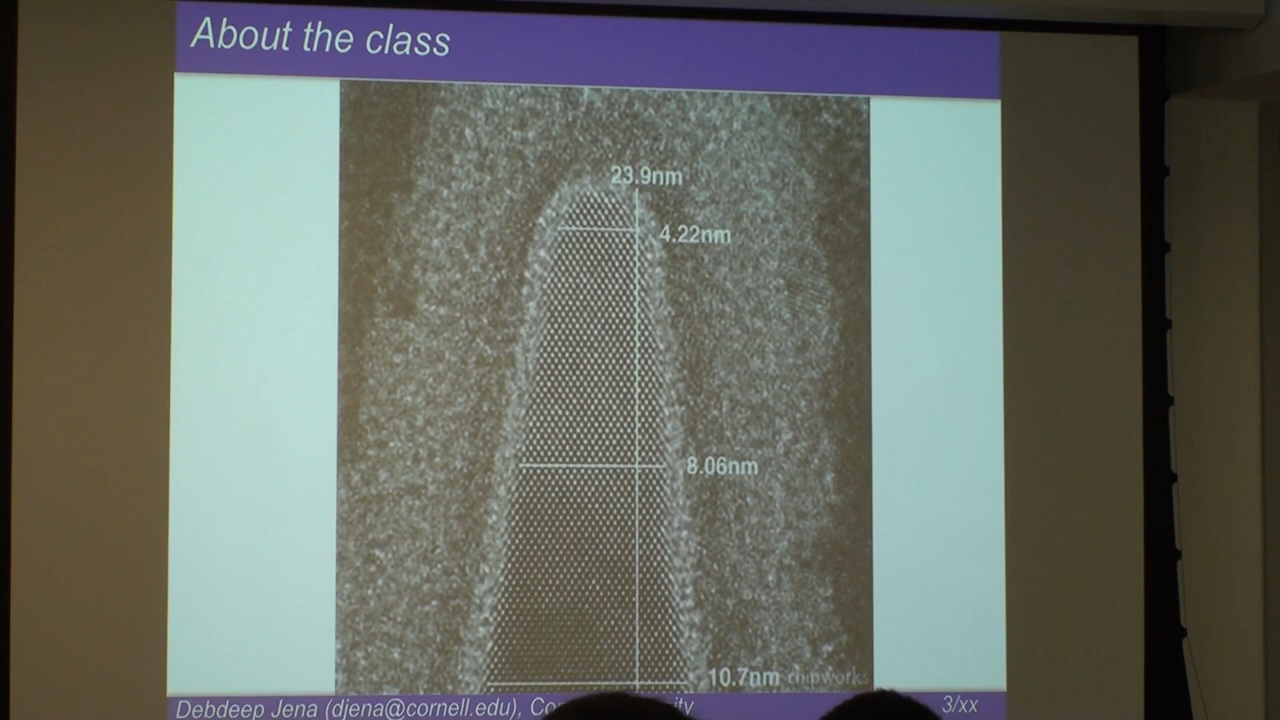 About the class
23.9nm
4.22nm
8.06nm
10.7nm chipworks
Debdeep Jena (djena@cornell.edu),
3/xx